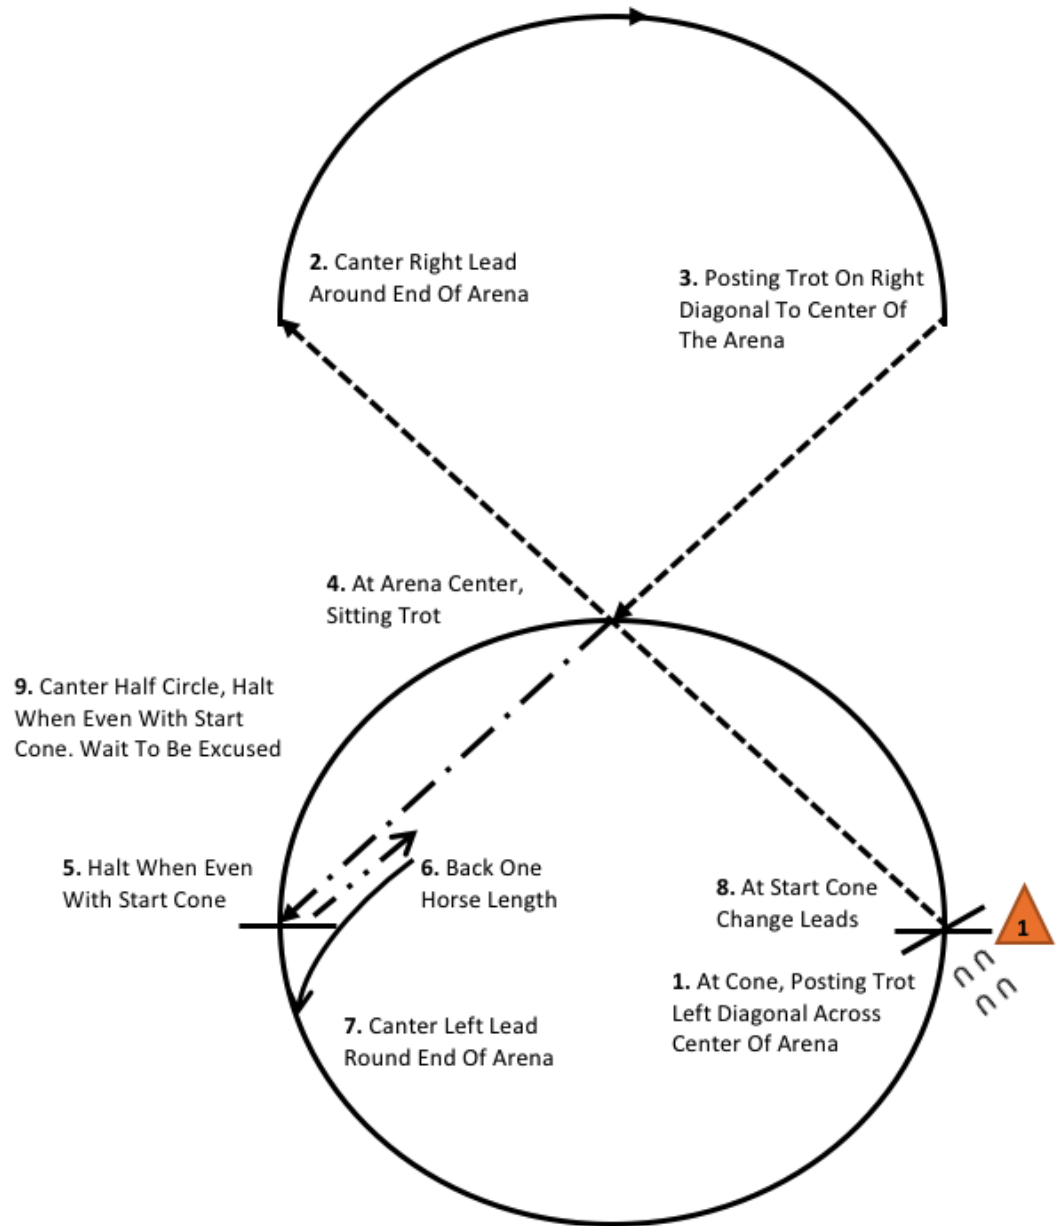 2. Canter Right Lead
Around End Of Arena
3. Posting Trot On Right
Diagonal To Center Of
The Arena
4. At Arena Center,
Sitting Trot
9. Canter Half Circle, Halt
When Even With Start
Cone. Wait To Be Excused
5. Halt When Even
With Start Cone
6. Back One
Horse Length
8. At Start Cone
Change Leads
1
1. At Cone, Posting Trot
Left Diagonal Across
Center Of Arena
7. Canter Left Lead
Round End Of Arena